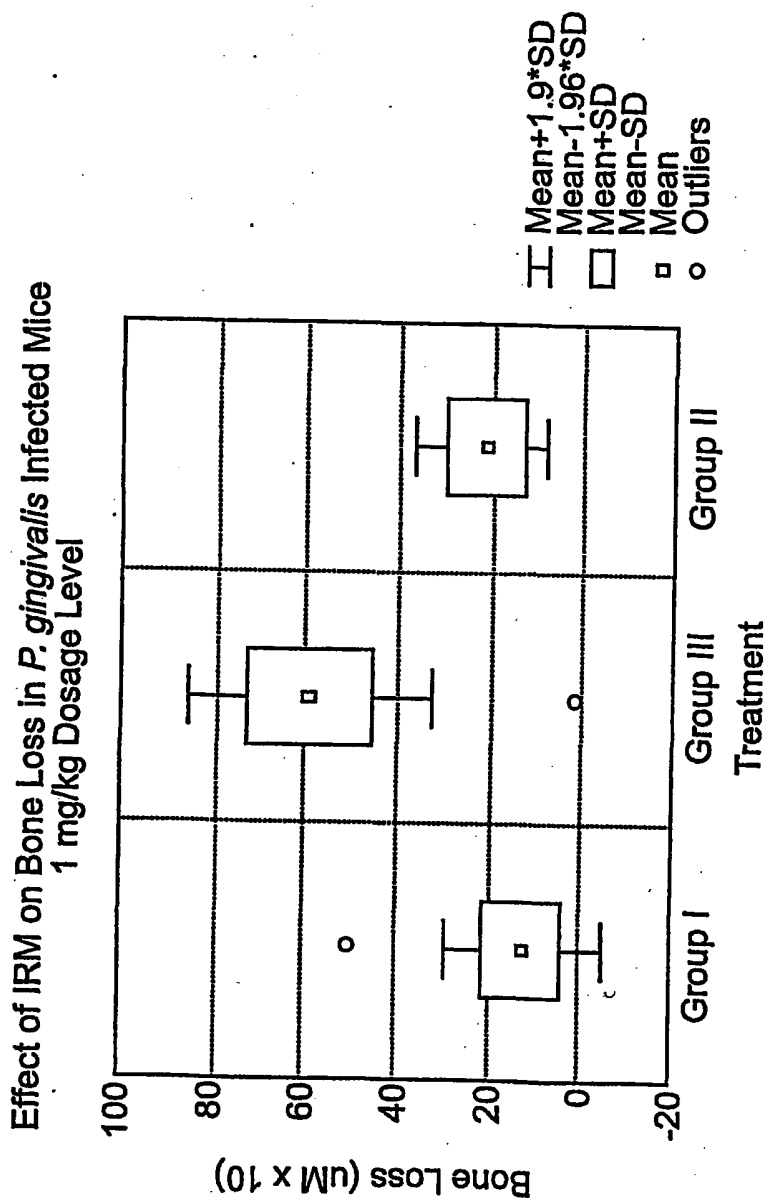 Effect of IRM on Bone Loss in P. gingivalis Infected Mice
1 mg/kg Dosage Level
Bone Loss (uM x 10)
100
80
60
40
20
0
-20
Group I
Group III
Group II
Treatment
Mean+1.9*SD
Mean-1.96*SD
Mean+SD
Mean-SD
Mean
Outliers